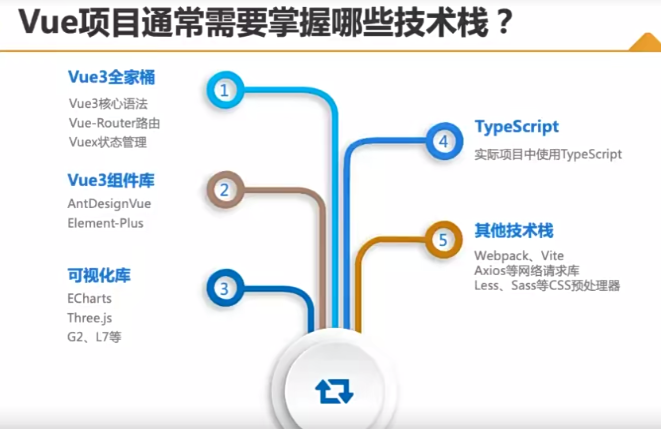 Vue项目通常需要掌握哪些技术栈？
1
Vue3全家桶
Vue3核心语法
Vue-Router路由
Vuex状态管理
2
Vue3组件库
AntDesignVue
Element-Plus
3
可视化库
ECharts
Three.js
G2、L7等
4
TypeScript
实际项目中使用TypeScript
5
其他技术栈
Webpack、Vite
Axios等网络请求库
Less、Sass等CSS预处理器